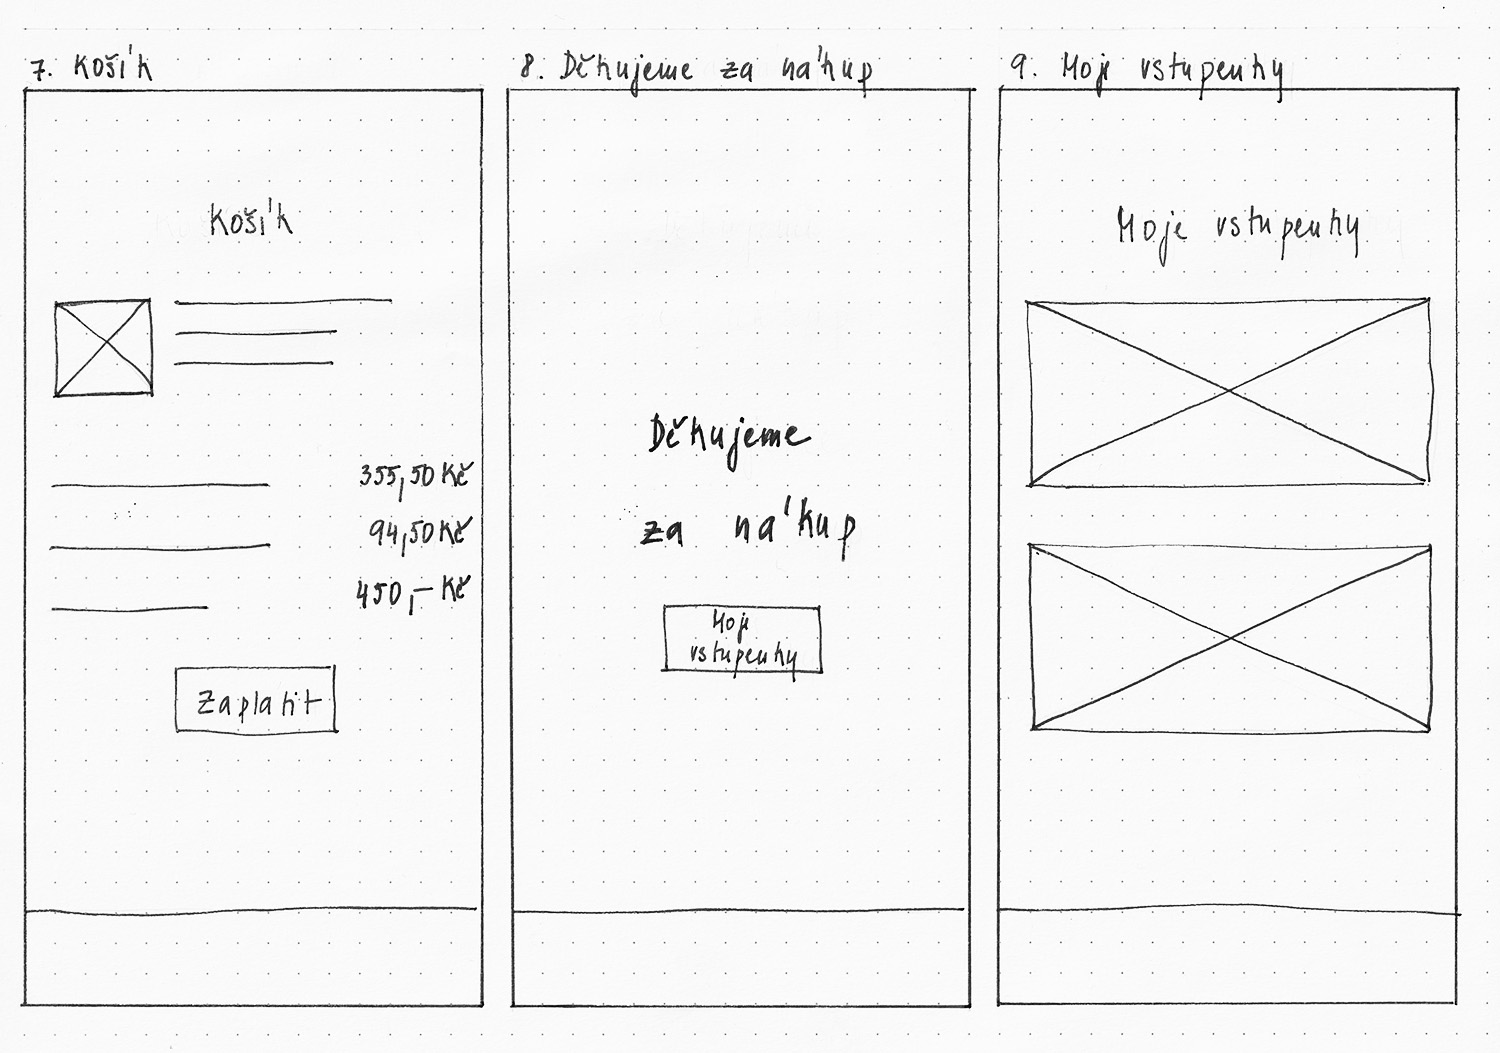 7. Košík
8. Děkujeme za nákup
9. Moje vstupenky
Košík
355,50 Kč
94,50 Kč
450,- Kč
Zaplatit
Děkujeme
za nákup
Moje
vstupenky
Moje vstupenky